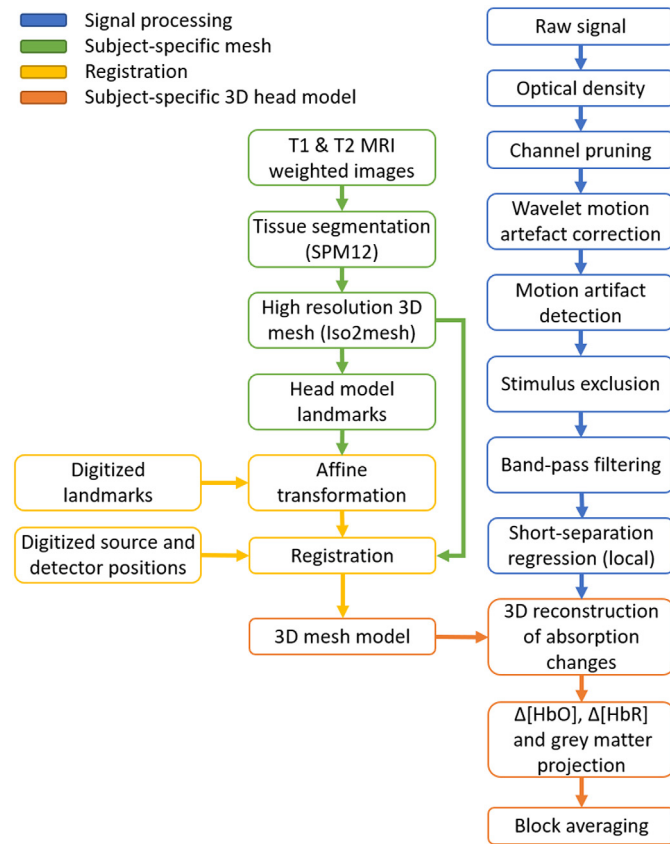 Signal processing
Subject-specific mesh
Registration
Subject-specific 3D head model
T1 & T2 MRI
weighted images
Tissue segmentation
(SPM12)
High resolution 3D
mesh (Iso2mesh)
Head model
landmarks
Digitized
landmarks
Affine
transformation
Digitized source and
detector positions
Registration
3D mesh model
Raw signal
Optical density
Channel pruning
Wavelet motion
artefact correction
Motion artifact
detection
Stimulus exclusion
Band-pass filtering
Short-separation
regression (local)
3D reconstruction
of absorption
changes
Δ[HbO], Δ[HbR]
and grey matter
projection
Block averaging